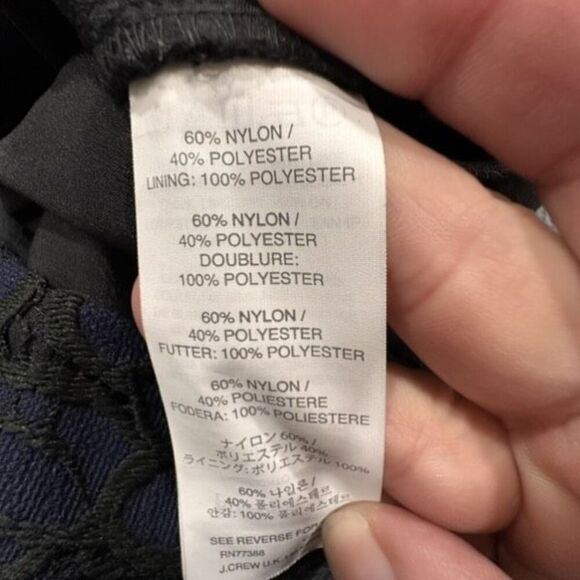 60% NYLON /
40% POLYESTER
LINING: 100% POLYESTER
60% NYLON /
40% POLYESTER
DOUBLURE:
100% POLYESTER
60% NYLON /
40% POLYESTER
FUTTER: 100% POLYESTER
60% NYLON /
40% POLIESTERE
FODERA: 100% POLIESTERE
ナイロン 60% /
ポリエステル 40%
ライニング: ポリエステル 100%
60% 나일론 /
40% 폴리에스테르
안감: 100% 폴리에스테르
SEE REVERSE FOR
RN77388
J.CREW U.K.